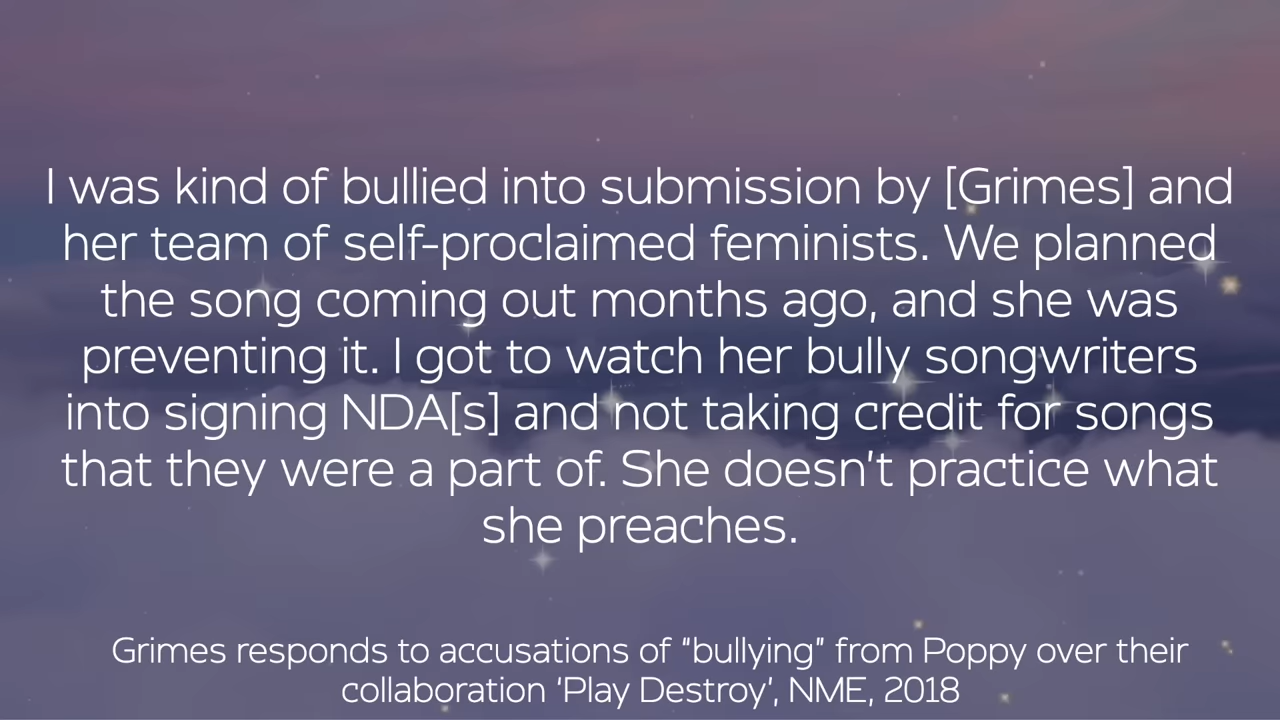 I was kind of bullied into submission by [Grimes] and
her team of self-proclaimed feminists. We planned
the song coming out months ago, and she was
preventing it. I got to watch her bully songwriters
into signing NDA[s] and not taking credit for songs
that they were a part of. She doesn't practice what
she preaches.
Grimes responds to accusations of “bullying” from Poppy over their
collaboration ‘Play Destroy’, NME, 2018